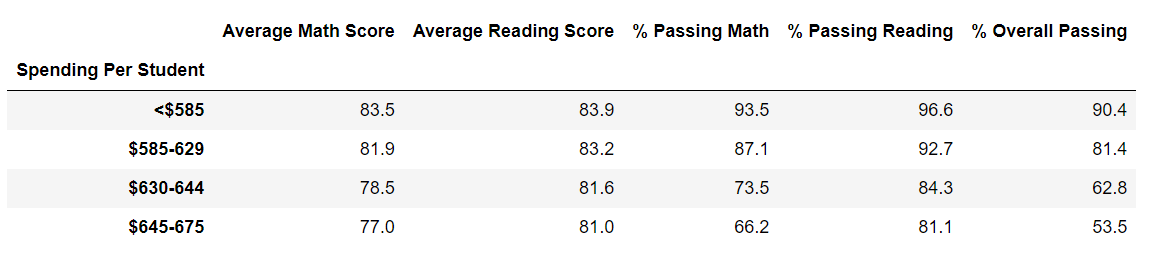 Average Math Score Average Reading Score % Passing Math % Passing Reading % Overall Passing
Spending Per Student
<$585 83.5 83.9 93.5 96.6 90.4
$585-629 81.9 83.2 87.1 92.7 81.4
$630-644 78.5 81.6 73.5 84.3 62.8
$645-675 77.0 81.0 66.2 81.1 53.5